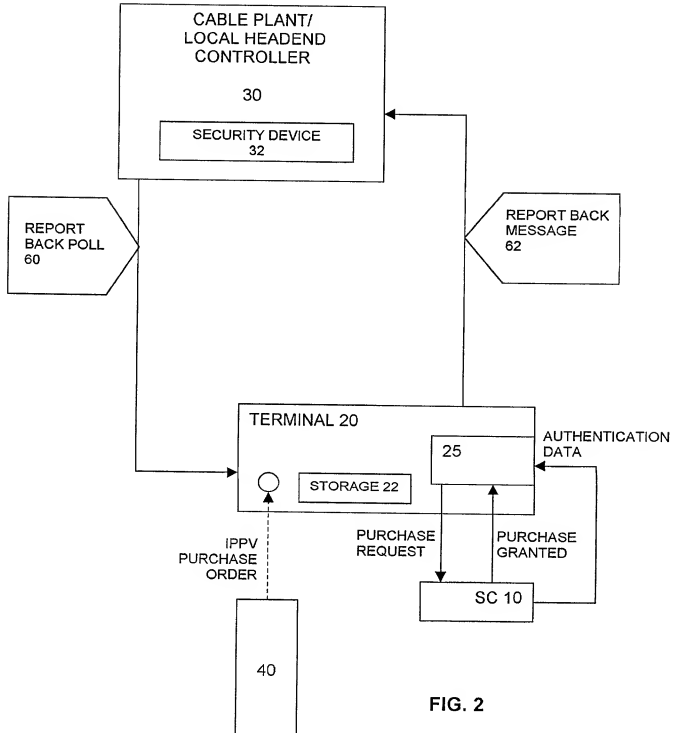 CABLE PLANT/
LOCAL HEADEND
CONTROLLER
30
SECURITY DEVICE
32
REPORT
BACK POLL
60
REPORT BACK
MESSAGE
62
TERMINAL 20
25
AUTHENTICATION
DATA
STORAGE 22
IPPV
PURCHASE
ORDER
PURCHASE
REQUEST
PURCHASE
GRANTED
SC 10
40
FIG. 2